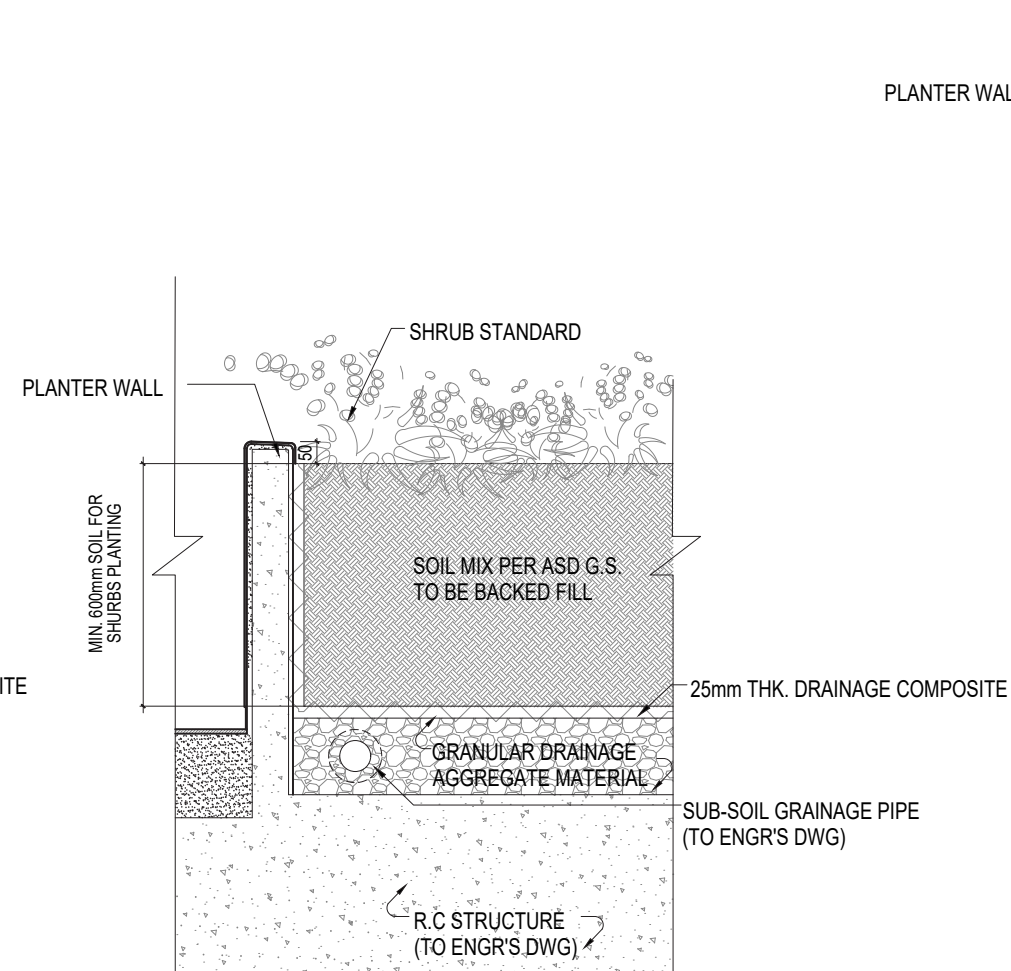 PLANTER WAL
SHRUB STANDARD
PLANTER WALL
50
MIN. 600mm SOIL FOR
SHURBS PLANTING
SOIL MIX PER ASD G.S.
TO BE BACKED FILL
ITE
25mm THK. DRAINAGE COMPOSITE
GRANULAR DRAINAGE
AGGREGATE MATERIAL
SUB-SOIL GRAINAGE PIPE
(TO ENGR'S DWG)
R.C STRUCTURE
(TO ENGR'S DWG)